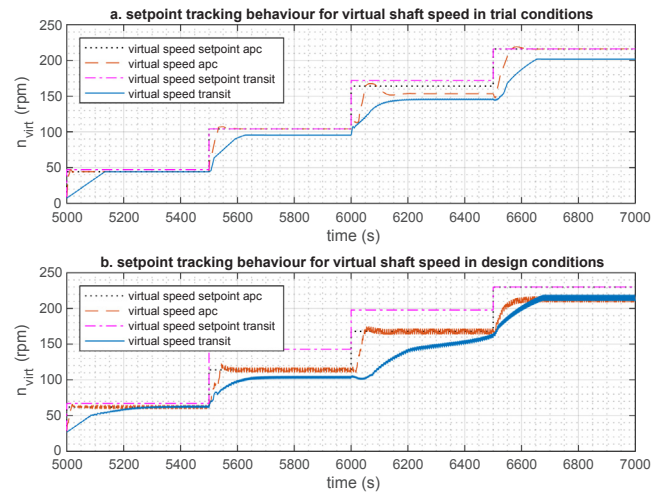 a. setpoint tracking behaviour for virtual shaft speed in trial conditions
250
200
150
100
50
0
n_virt (rpm)
virtual speed setpoint apc
virtual speed apc
virtual speed setpoint transit
virtual speed transit
5000 5200 5400 5600 5800 6000 6200 6400 6600 6800 7000
time (s)
b. setpoint tracking behaviour for virtual shaft speed in design conditions
250
200
150
100
50
0
n_virt (rpm)
virtual speed setpoint apc
virtual speed apc
virtual speed setpoint transit
virtual speed transit
5000 5200 5400 5600 5800 6000 6200 6400 6600 6800 7000
time (s)